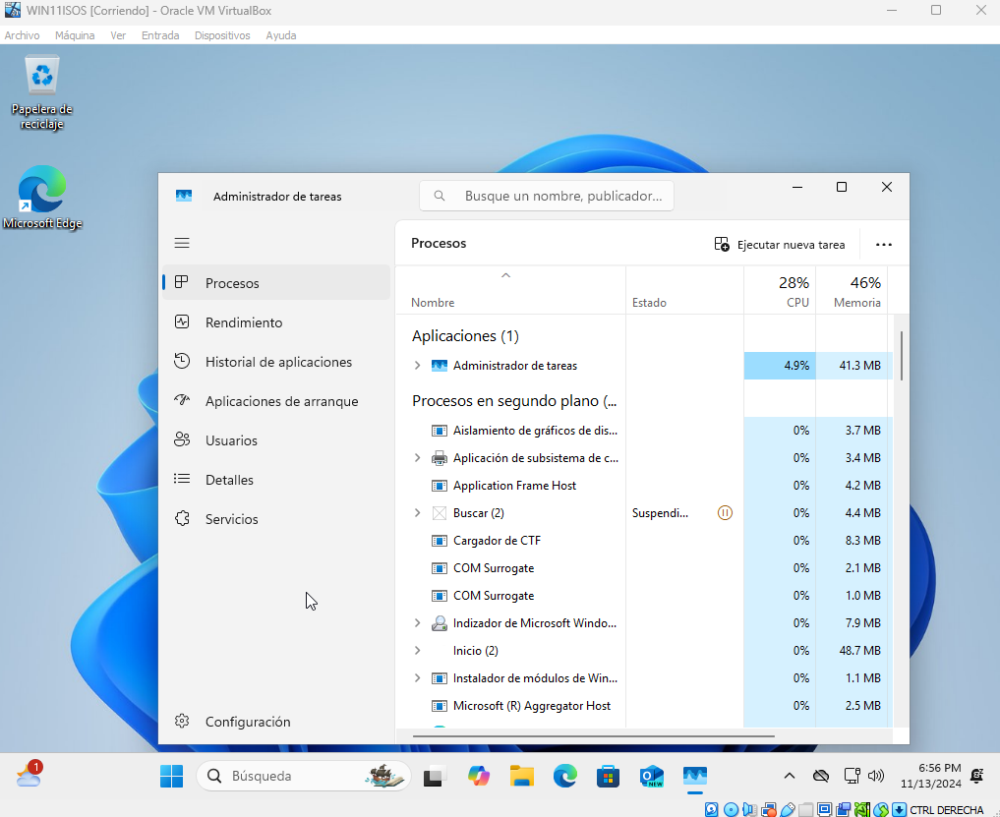 WIN11ISOS [Corriendo] - Oracle VM VirtualBox
Archivo Máquina Ver Entrada Dispositivos Ayuda
Papelera de
reciclaje
Microsoft Edge
Administrador de tareas
Busque un nombre, publicador...
Procesos
Rendimiento
Historial de aplicaciones
Aplicaciones de arranque
Usuarios
Detalles
Servicios
Configuración
Procesos
Ejecutar nueva tarea
28% 46%
Nombre Estado CPU Memoria
Aplicaciones (1)
Administrador de tareas 4.9% 41.3 MB
Procesos en segundo plano (...
Aislamiento de gráficos de dis... 0% 3.7 MB
Aplicación de subsistema de c... 0% 3.4 MB
Application Frame Host 0% 4.2 MB
Buscar (2) Suspendi... 0% 4.4 MB
Cargador de CTF 0% 8.3 MB
COM Surrogate 0% 2.1 MB
COM Surrogate 0% 1.0 MB
Indizador de Microsoft Windo... 0% 7.9 MB
Inicio (2) 0% 48.7 MB
Instalador de módulos de Win... 0% 1.1 MB
Microsoft (R) Aggregator Host 0% 2.5 MB
1
Búsqueda
NEW
6:56 PM
11/13/2024
CTRL DERECHA